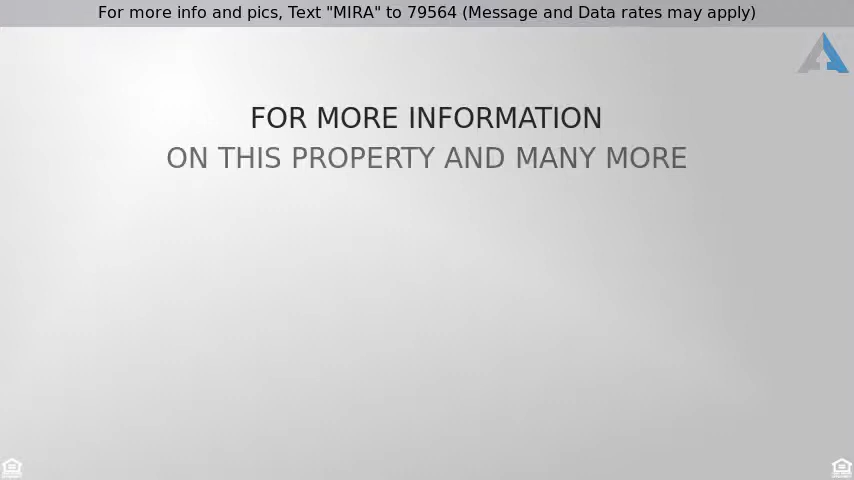 For more info and pics, Text "MIRA" to 79564 (Message and Data rates may apply)
FOR MORE INFORMATION
ON THIS PROPERTY AND MANY MORE